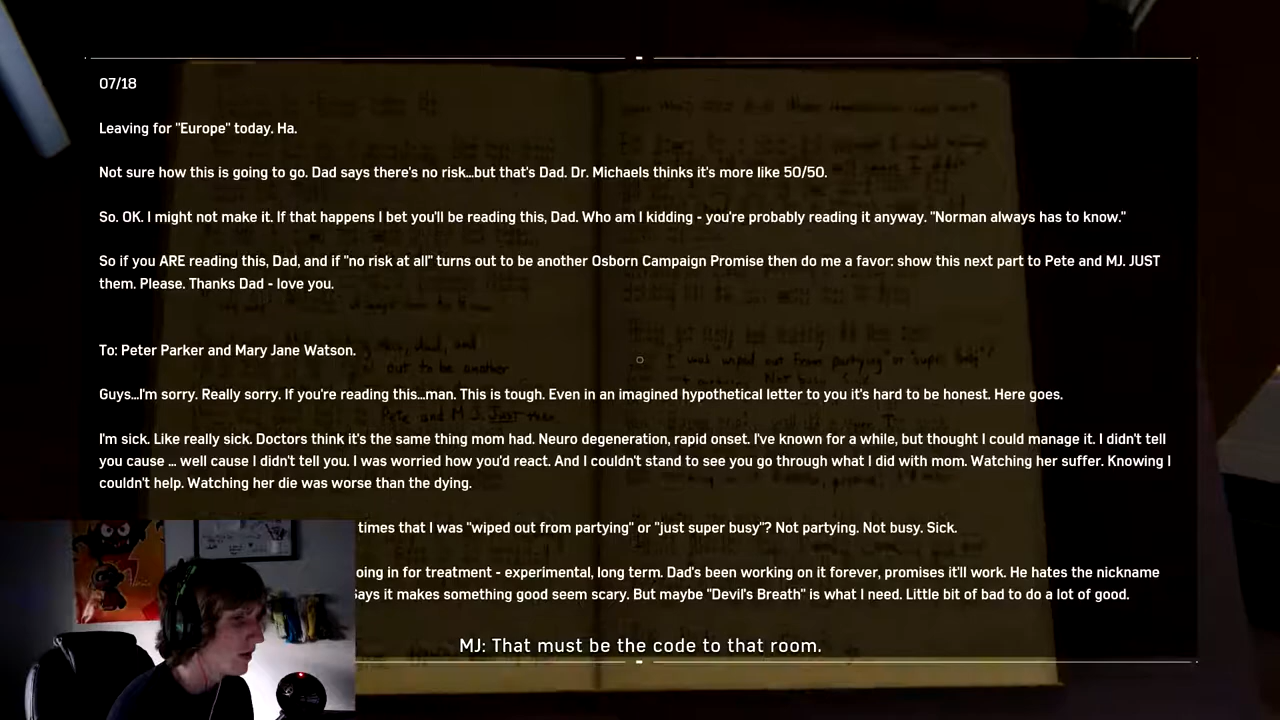 07/18
Leaving for "Europe" today. Ha.
Not sure how this is going to go. Dad says there's no risk...but that's Dad. Dr. Michaels thinks it's more like 50/50.
So. OK. I might not make it. If that happens I bet you'll be reading this, Dad. Who am I kidding - you're probably reading it anyway. "Norman always has to know."
So if you ARE reading this, Dad, and if "no risk at all" turns out to be another Osborn Campaign Promise then do me a favor: show this next part to Pete and MJ. JUST
them. Please. Thanks Dad - love you.
To: Peter Parker and Mary Jane Watson.
Guys...I'm sorry. Really sorry. If you're reading this...man. This is tough. Even in an imagined hypothetical letter to you it's hard to be honest. Here goes.
I'm sick. Like really sick. Doctors think it's the same thing mom had. Neuro degeneration, rapid onset. I've known for a while, but thought I could manage it. I didn't tell
you cause ... well cause I didn't tell you. I was worried how you'd react. And I couldn't stand to see you go through what I did with mom. Watching her suffer. Knowing I
couldn't help. Watching her die was worse than the dying.
times that I was "wiped out from partying" or "just super busy"? Not partying. Not busy. Sick.
oing in for treatment - experimental, long term. Dad's been working on it forever, promises it'll work. He hates the nickname
Says it makes something good seem scary. But maybe "Devil's Breath" is what I need. Little bit of bad to do a lot of good.
MJ: That must be the code to that room.